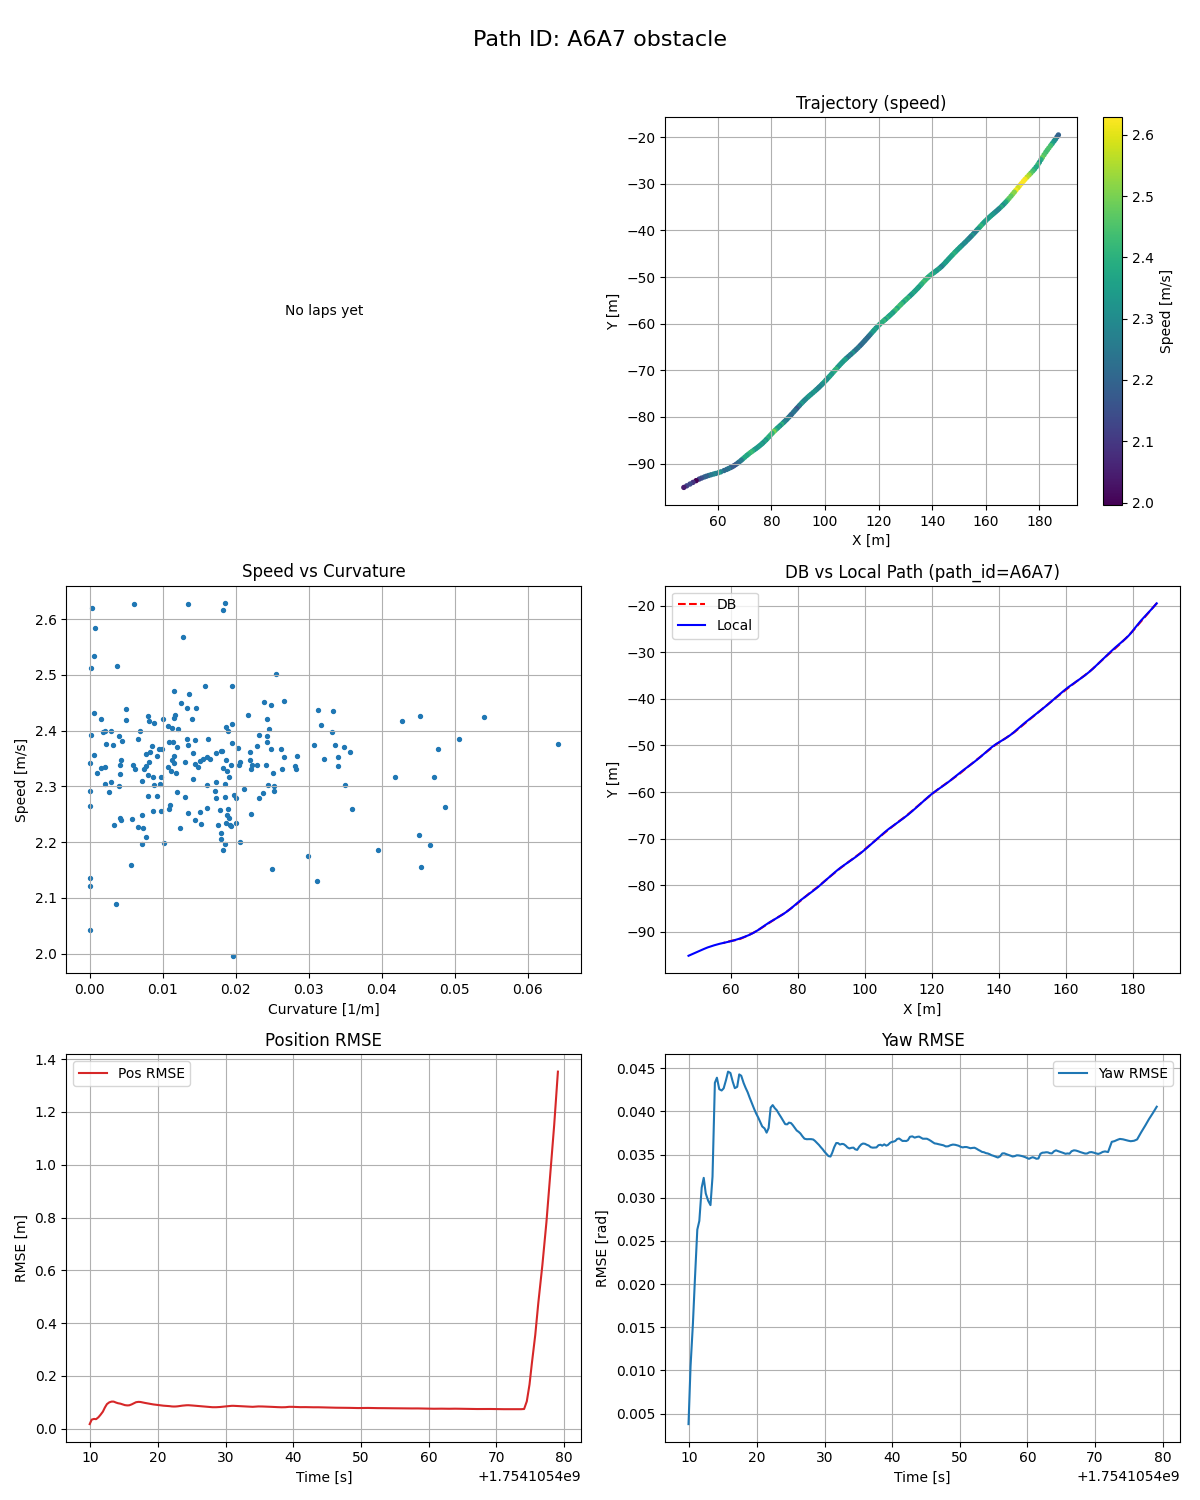 Path ID: A6A7 obstacle
No laps yet
Trajectory (speed)
−20
−30
−40
−50
−60
−70
−80
−90
Y [m]
60 80 100 120 140 160 180
X [m]
2.6
2.5
2.4
2.3
2.2
2.1
2.0
Speed [m/s]
Speed vs Curvature
2.6
2.5
2.4
2.3
2.2
2.1
2.0
Speed [m/s]
0.00 0.01 0.02 0.03 0.04 0.05 0.06
Curvature [1/m]
DB vs Local Path (path_id=A6A7)
DB
Local
−20
−30
−40
−50
−60
−70
−80
−90
Y [m]
60 80 100 120 140 160 180
X [m]
Position RMSE
Pos RMSE
1.4
1.2
1.0
0.8
0.6
0.4
0.2
0.0
RMSE [m]
10 20 30 40 50 60 70 80
Time [s]
+1.7541054e9
Yaw RMSE
Yaw RMSE
0.045
0.040
0.035
0.030
0.025
0.020
0.015
0.010
0.005
RMSE [rad]
10 20 30 40 50 60 70 80
Time [s]
+1.7541054e9